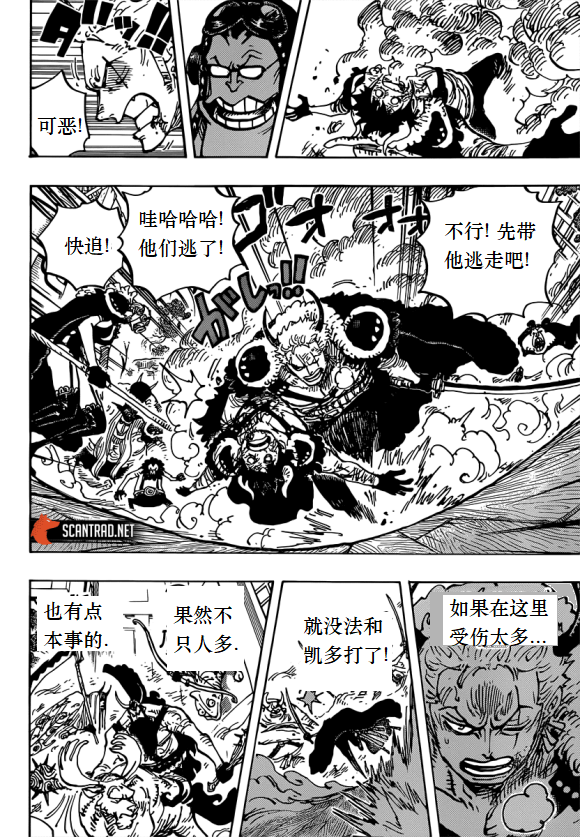 ダッ!!
可恶!
不行! 先带
他逃走吧!
ゴオオ
ガしっ!!
哇哈哈哈!
他们逃了!
快迫!
SCANTRAD.NET
如果在这里
受伤太多...
就没法和
凯多打了!
果然不
只人多.
也有点
本事的.